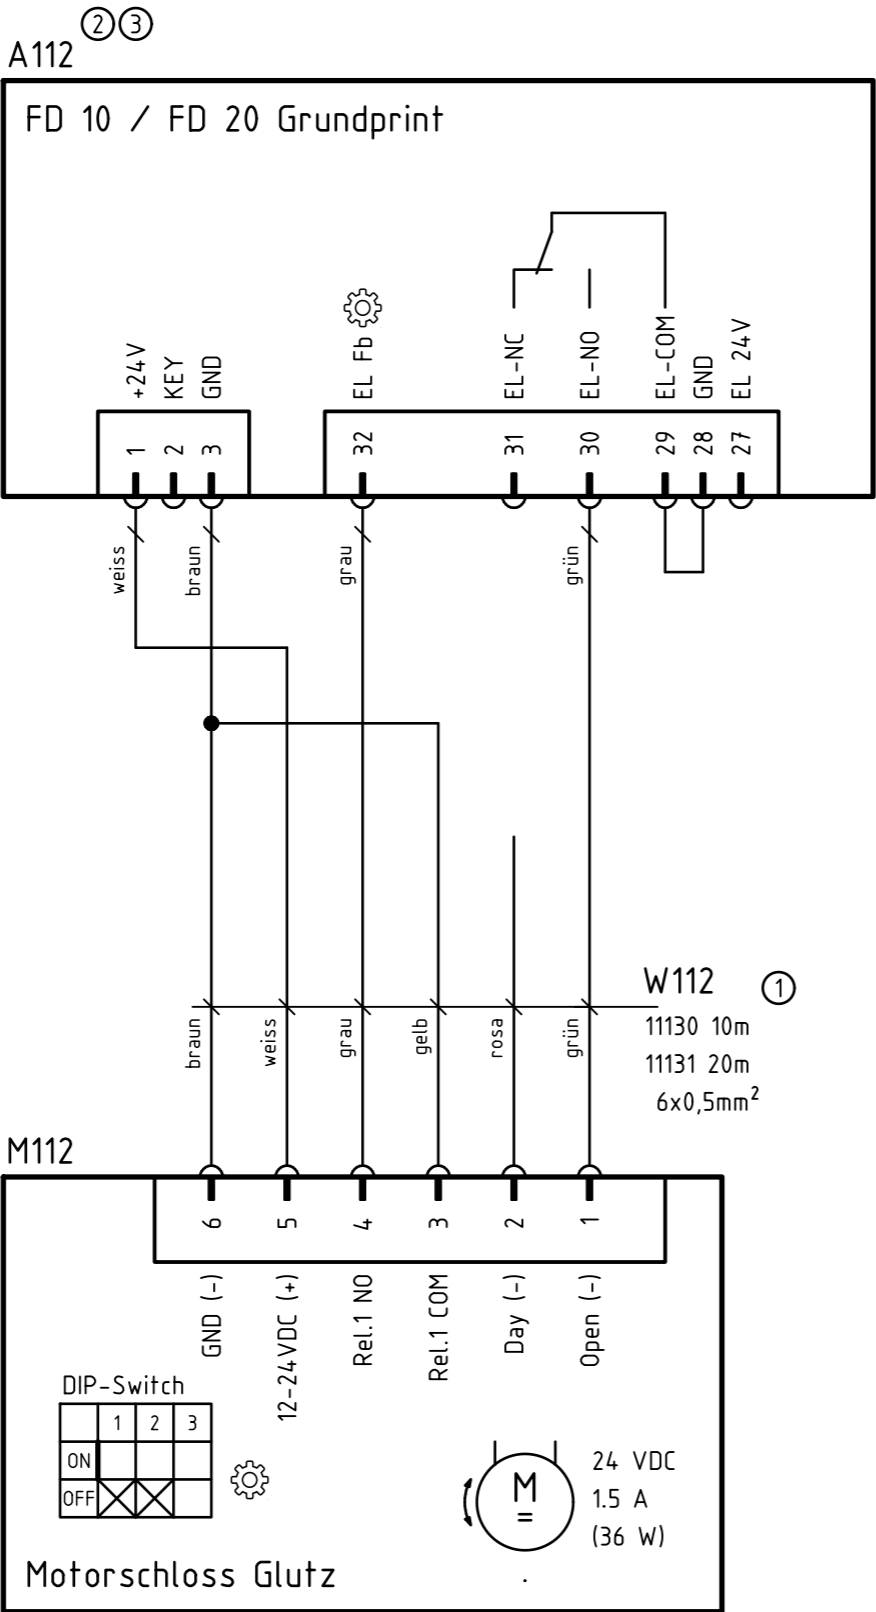 ② ③
A112
FD 10 / FD 20 Grundprint
+24V
KEY
GND
EL Fb
EL-NC
EL-NO
EL-COM
GND
EL 24V
1 2 3 32 31 30 29 28 27
weiss
braun
grau
grün
W112 ①
11130 10m
11131 20m
6x0,5mm²
braun
weiss
grau
gelb
rosa
grün
M112
6 5 4 3 2 1
GND (-)
12-24VDC (+)
Rel.1 NO
Rel.1 COM
Day (-)
Open (-)
DIP-Switch
1 2 3
ON
OFF
M
=
24 VDC
1.5 A
(36 W)
Motorschloss Glutz